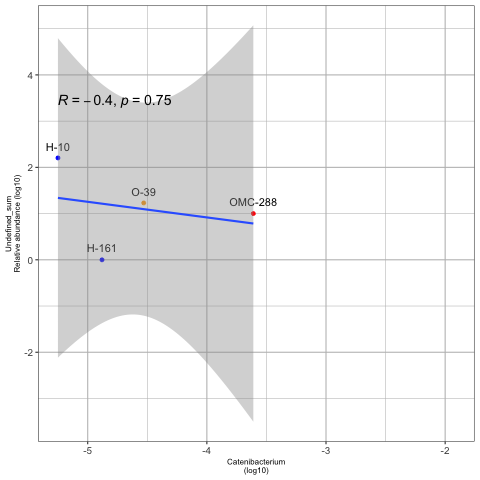 R = – 0.4, p = 0.75
H-10
O-39
OMC-288
H-161
4
2
0
-2
-5
-4
-3
-2
Undefined_sum
Relative abundance (log10)
Catenibacterium
(log10)